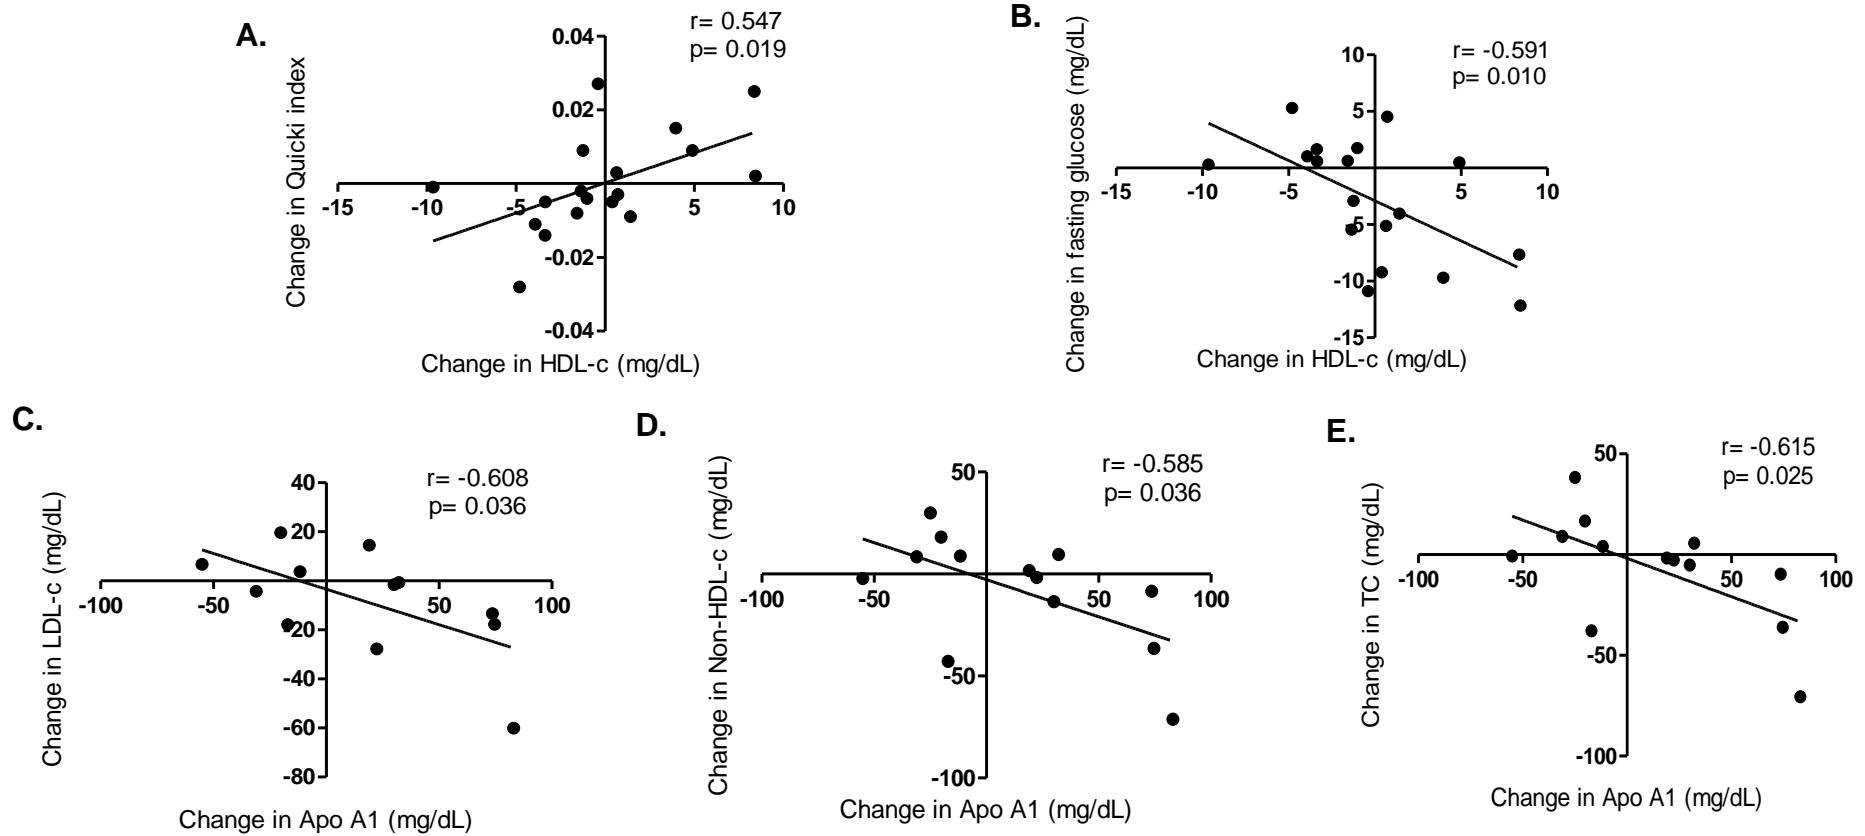 A.
r= 0.547
p= 0.019
Change in Quicki index
0.04
0.02
-15
-10
-5
5
10
-0.02
-0.04
Change in HDL-c (mg/dL)
B.
r= -0.591
p= 0.010
Change in fasting glucose (mg/dL)
10
5
-15
-10
-5
5
10
-5
-10
-15
Change in HDL-c (mg/dL)
C.
r= -0.608
p= 0.036
Change in LDL-c (mg/dL)
40
20
-100
-50
50
100
-20
-40
-60
-80
Change in Apo A1 (mg/dL)
D.
r= -0.585
p= 0.036
Change in Non-HDL-c (mg/dL)
50
-100
-50
50
100
-50
-100
Change in Apo A1 (mg/dL)
E.
r= -0.615
p= 0.025
Change in TC (mg/dL)
50
-100
-50
50
100
-50
-100
Change in Apo A1 (mg/dL)